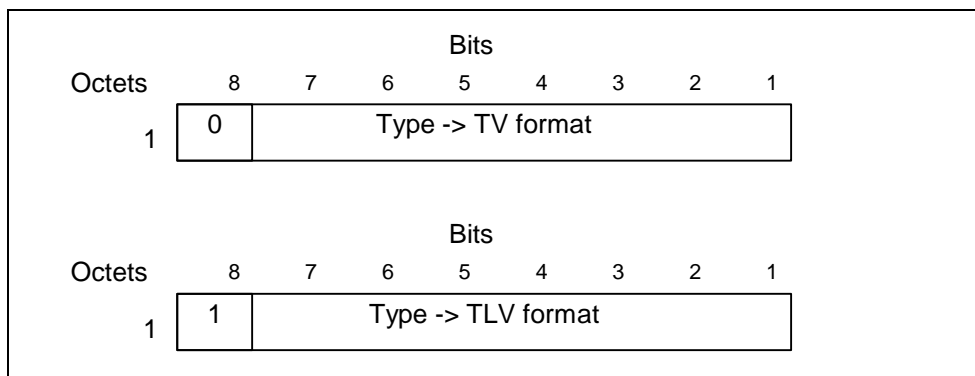 Bits
Octets 8 7 6 5 4 3 2 1
1 0 Type -> TV format
Bits
Octets 8 7 6 5 4 3 2 1
1 1 Type -> TLV format